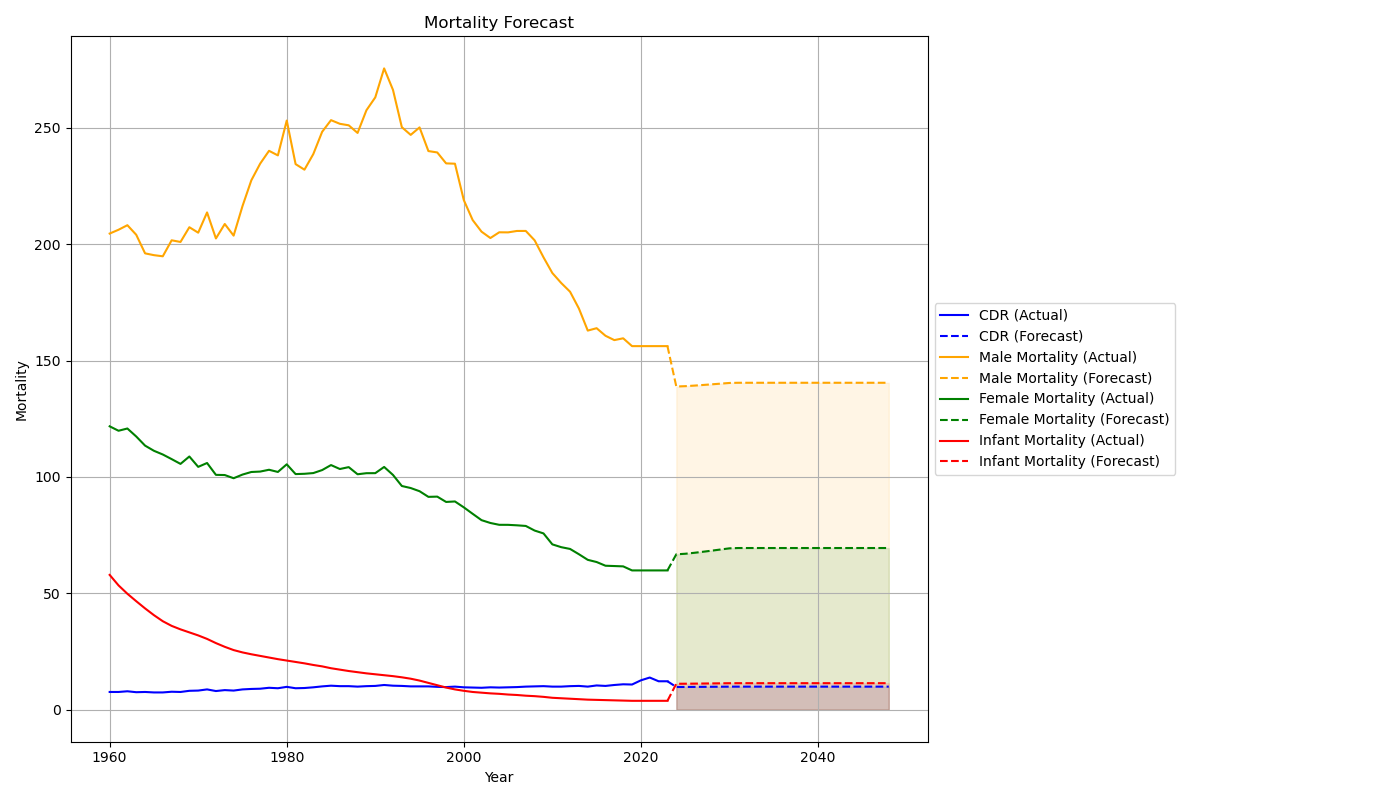 Mortality Forecast
Mortality
250
200
150
100
50
0
1960
1980
2000
2020
2040
Year
CDR (Actual)
CDR (Forecast)
Male Mortality (Actual)
Male Mortality (Forecast)
Female Mortality (Actual)
Female Mortality (Forecast)
Infant Mortality (Actual)
Infant Mortality (Forecast)